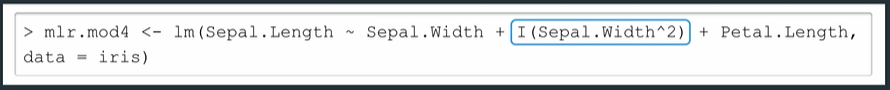 > mlr.mod4 <- lm(Sepal.Length ~ Sepal.Width + I(Sepal.Width^2) + Petal.Length,
data = iris)